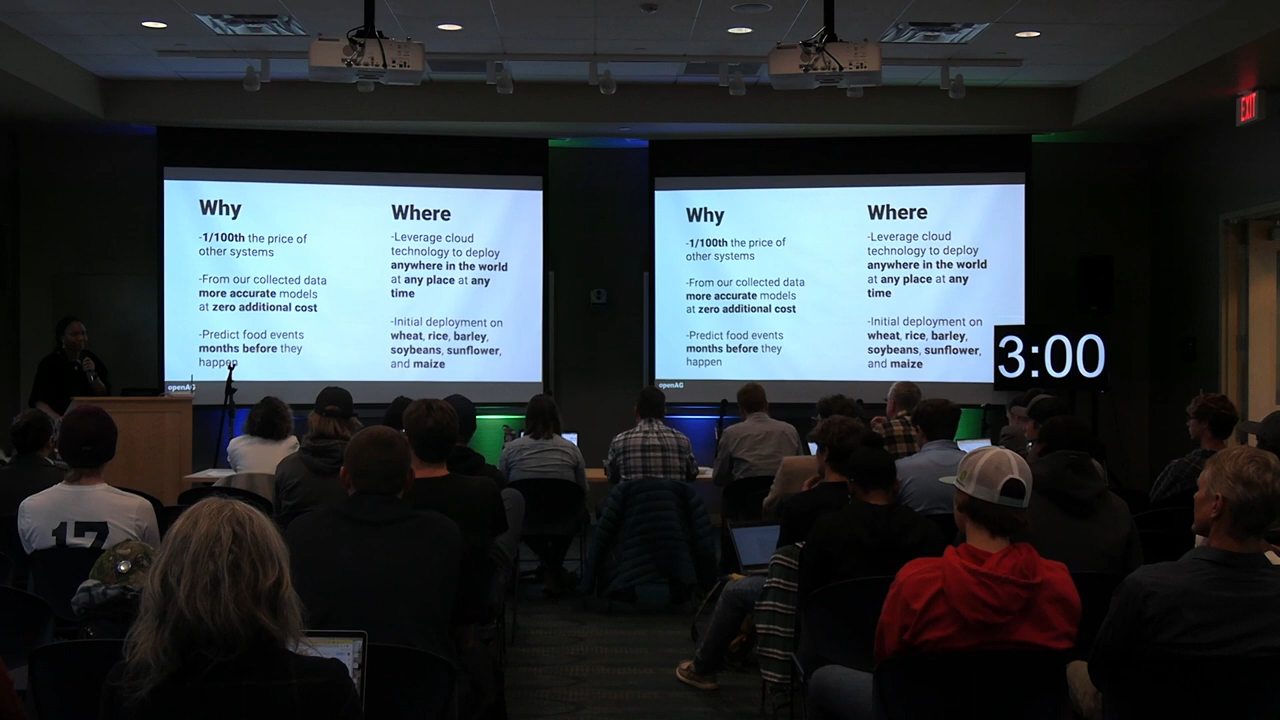 Why
-1/100th the price of
other systems
-From our collected data
more accurate models
at zero additional cost
-Predict food events
months before they
happen
openAG
Where
-Leverage cloud
technology to deploy
anywhere in the world
at any place at any
time
-Initial deployment on
wheat, rice, barley,
soybeans, sunflower,
and maize
Why
-1/100th the price of
other systems
-From our collected data
more accurate models
at zero additional cost
-Predict food events
months before they
happen
openAG
Where
-Leverage cloud
technology to deploy
anywhere in the world
at any place at any
time
-Initial deployment on
wheat, rice, barley,
soybeans, sunflower,
and maize
3:00
EXIT
17